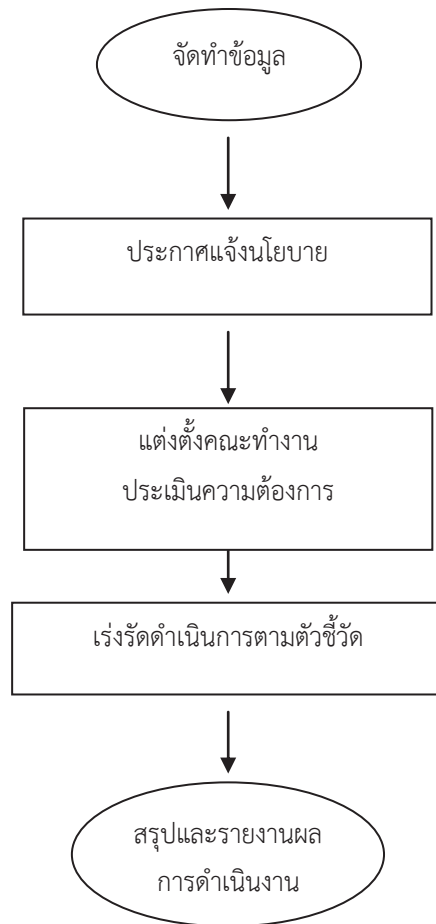 จัดทำข้อมูล
ประกาศแจ้งนโยบาย
แต่งตั้งคณะทำงาน
ประเมินความต้องการ
เร่งรัดดำเนินการตามตัวชี้วัด
สรุปและรายงานผล
การดำเนินงาน